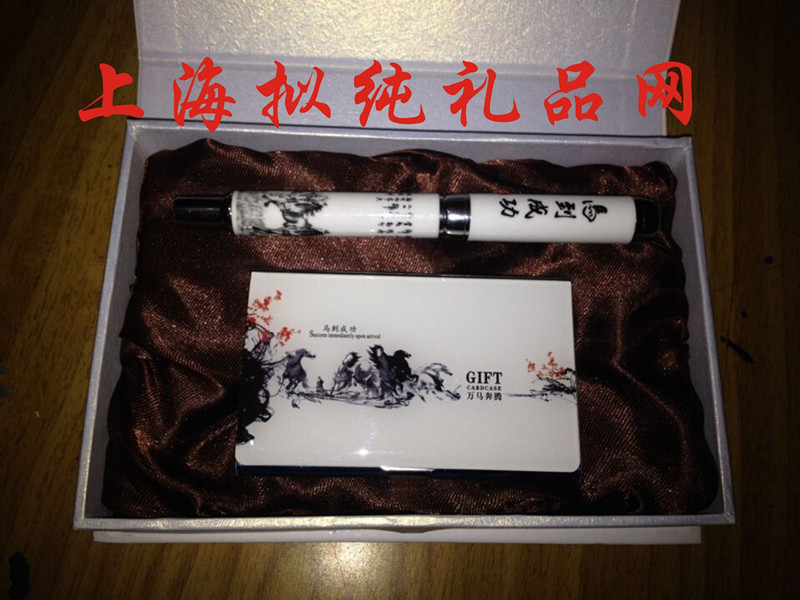 上海拟纯礼品网
马到成功
马到成功
Success immediately upon arrival
GIFT
CARDCASE
万马奔腾